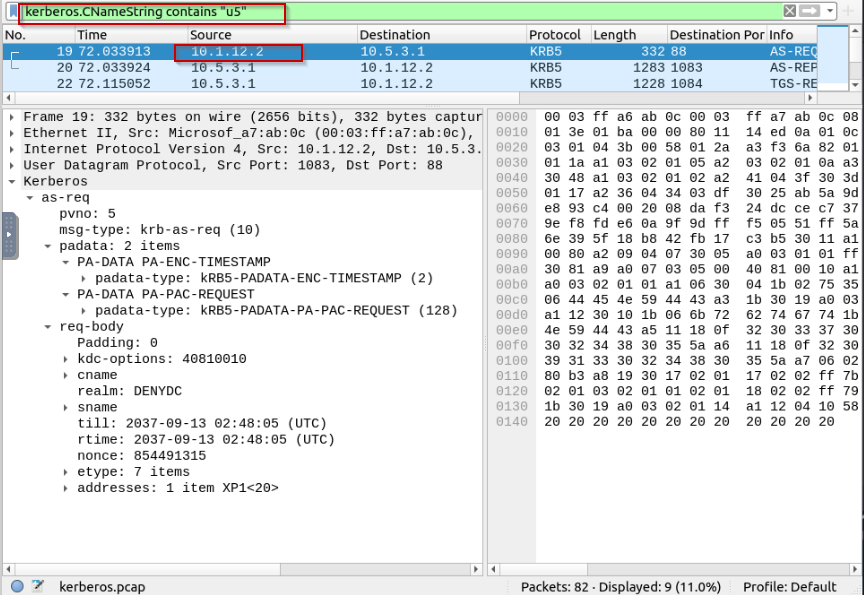 kerberos.CNameString contains "u5"
No. Time Source Destination Protocol Length Destination Por Info
19 72.033913 10.1.12.2 10.5.3.1 KRB5 332 88 AS-REQ
20 72.033924 10.5.3.1 10.1.12.2 KRB5 1283 1083 AS-REP
22 72.115052 10.5.3.1 10.1.12.2 KRB5 1228 1084 TGS-RE
Frame 19: 332 bytes on wire (2656 bits), 332 bytes captur
Ethernet II, Src: Microsof_a7:ab:0c (00:03:ff:a7:ab:0c),
Internet Protocol Version 4, Src: 10.1.12.2, Dst: 10.5.3.
User Datagram Protocol, Src Port: 1083, Dst Port: 88
Kerberos
as-req
pvno: 5
msg-type: krb-as-req (10)
padata: 2 items
PA-DATA PA-ENC-TIMESTAMP
padata-type: kRB5-PADATA-ENC-TIMESTAMP (2)
PA-DATA PA-PAC-REQUEST
padata-type: kRB5-PADATA-PA-PAC-REQUEST (128)
req-body
Padding: 0
kdc-options: 40810010
cname
realm: DENYDC
sname
till: 2037-09-13 02:48:05 (UTC)
rtime: 2037-09-13 02:48:05 (UTC)
nonce: 854491315
etype: 7 items
addresses: 1 item XP1<20>
0000 00 03 ff a6 ab 0c 00 03 ff a7 ab 0c 08
0010 01 3e 01 ba 00 00 80 11 14 ed 0a 01 0c
0020 03 01 04 3b 00 58 01 2a a3 f3 6a 82 01
0030 01 1a a1 03 02 01 05 a2 03 02 01 0a a3
0040 30 48 a1 03 02 01 02 a2 41 04 3f 30 3d
0050 01 17 a2 36 04 34 03 df 30 25 ab 5a 9d
0060 e8 93 c4 00 20 08 da f3 24 dc ce c7 37
0070 9e f8 fd e6 0a 9f 9d ff f5 05 51 ff 5a
0080 6e 39 5f 18 b8 42 fb 17 c3 b5 30 11 a1
0090 00 80 a2 09 04 07 30 05 a0 03 01 01 ff
00a0 30 81 a9 a0 07 03 05 00 40 81 00 10 a1
00b0 a0 03 02 01 01 a1 06 30 04 1b 02 75 35
00c0 06 44 45 4e 59 44 43 a3 1b 30 19 a0 03
00d0 a1 12 30 10 1b 06 6b 72 62 74 67 74 1b
00e0 4e 59 44 43 a5 11 18 0f 32 30 33 37 30
00f0 30 32 34 38 30 35 5a a6 11 18 0f 32 30
0100 39 31 33 30 32 34 38 30 35 5a a7 06 02
0110 80 b3 a8 19 30 17 02 01 17 02 02 ff 7b
0120 02 01 03 02 01 01 02 01 18 02 02 ff 79
0130 1b 30 19 a0 03 02 01 14 a1 12 04 10 58
0140 20 20 20 20 20 20 20 20 20 20 20 20
kerberos.pcap Packets: 82 · Displayed: 9 (11.0%) Profile: Default